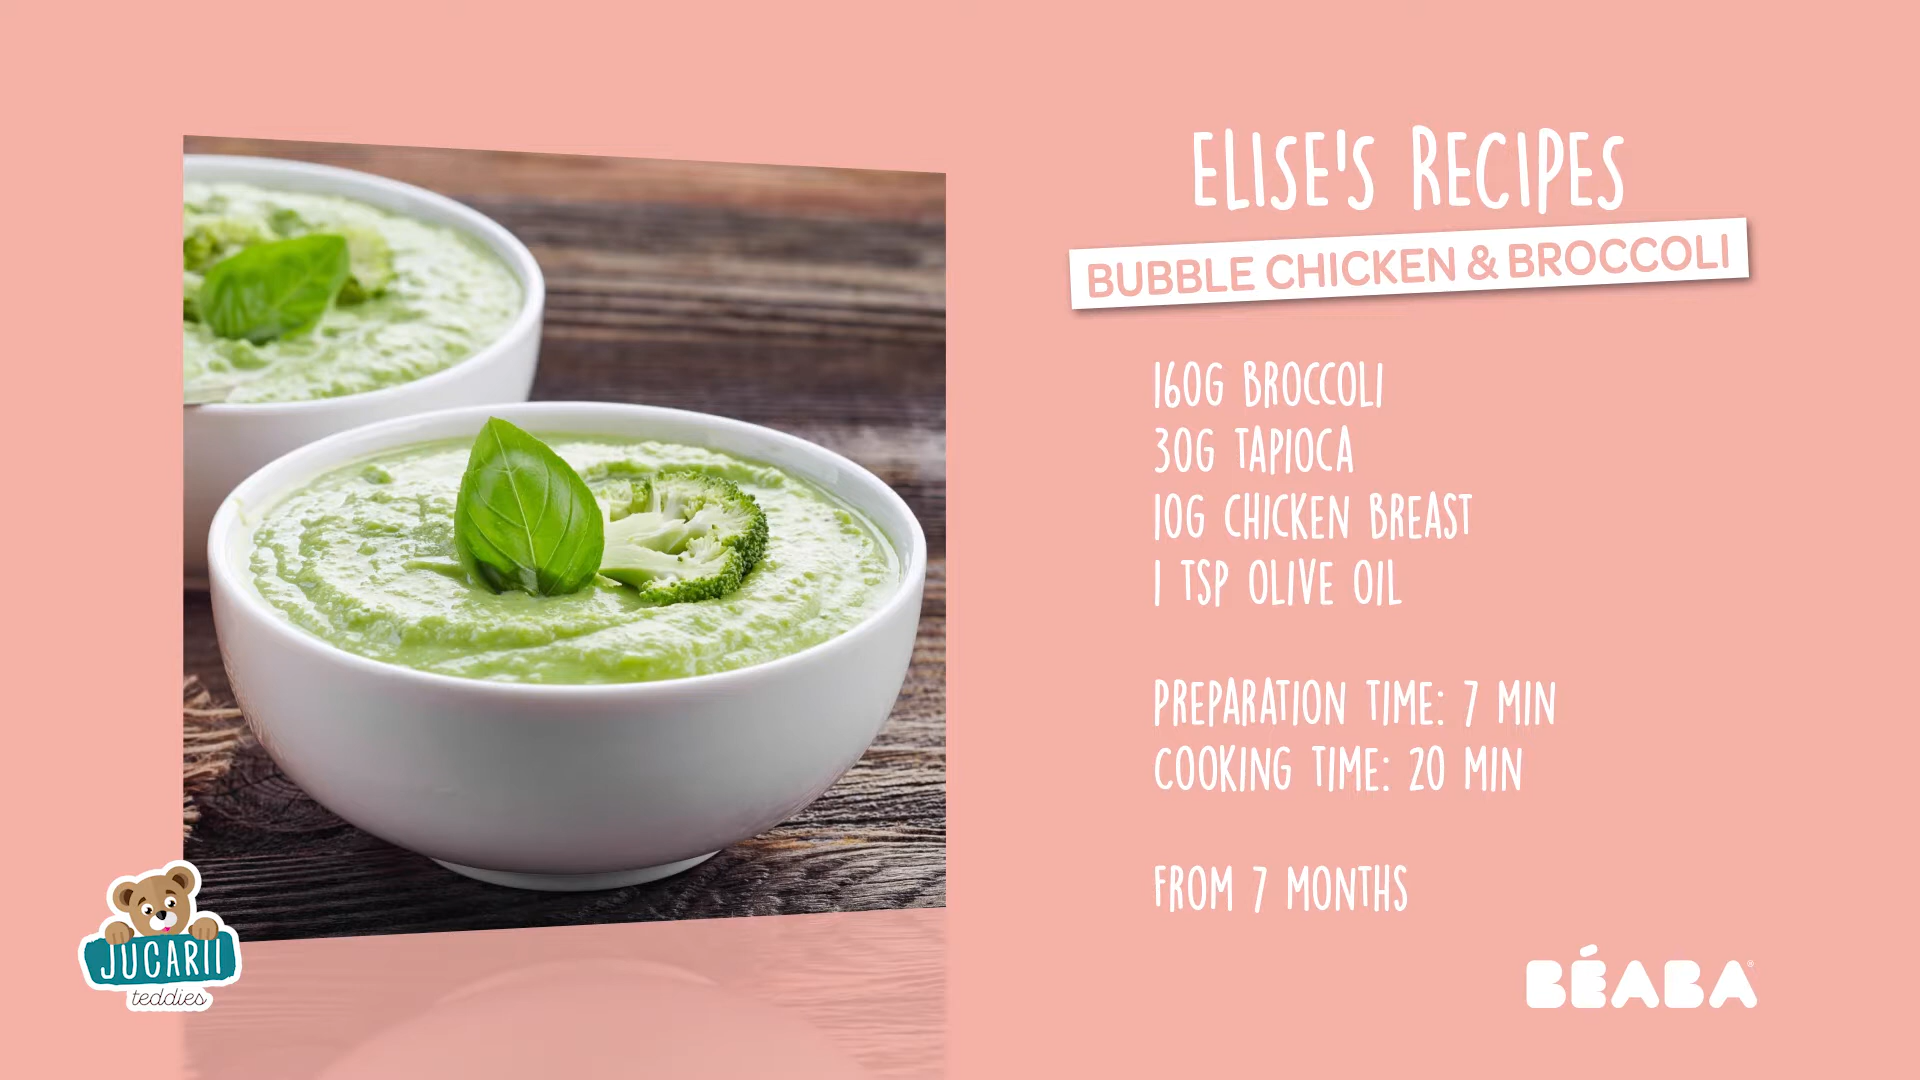 ELISE'S RECIPES
BUBBLE CHICKEN & BROCCOLI
160G BROCCOLI
30G TAPIOCA
10G CHICKEN BREAST
1 TSP OLIVE OIL
PREPARATION TIME: 7 MIN
COOKING TIME: 20 MIN
FROM 7 MONTHS
JUCARII
teddies
BÉABA®